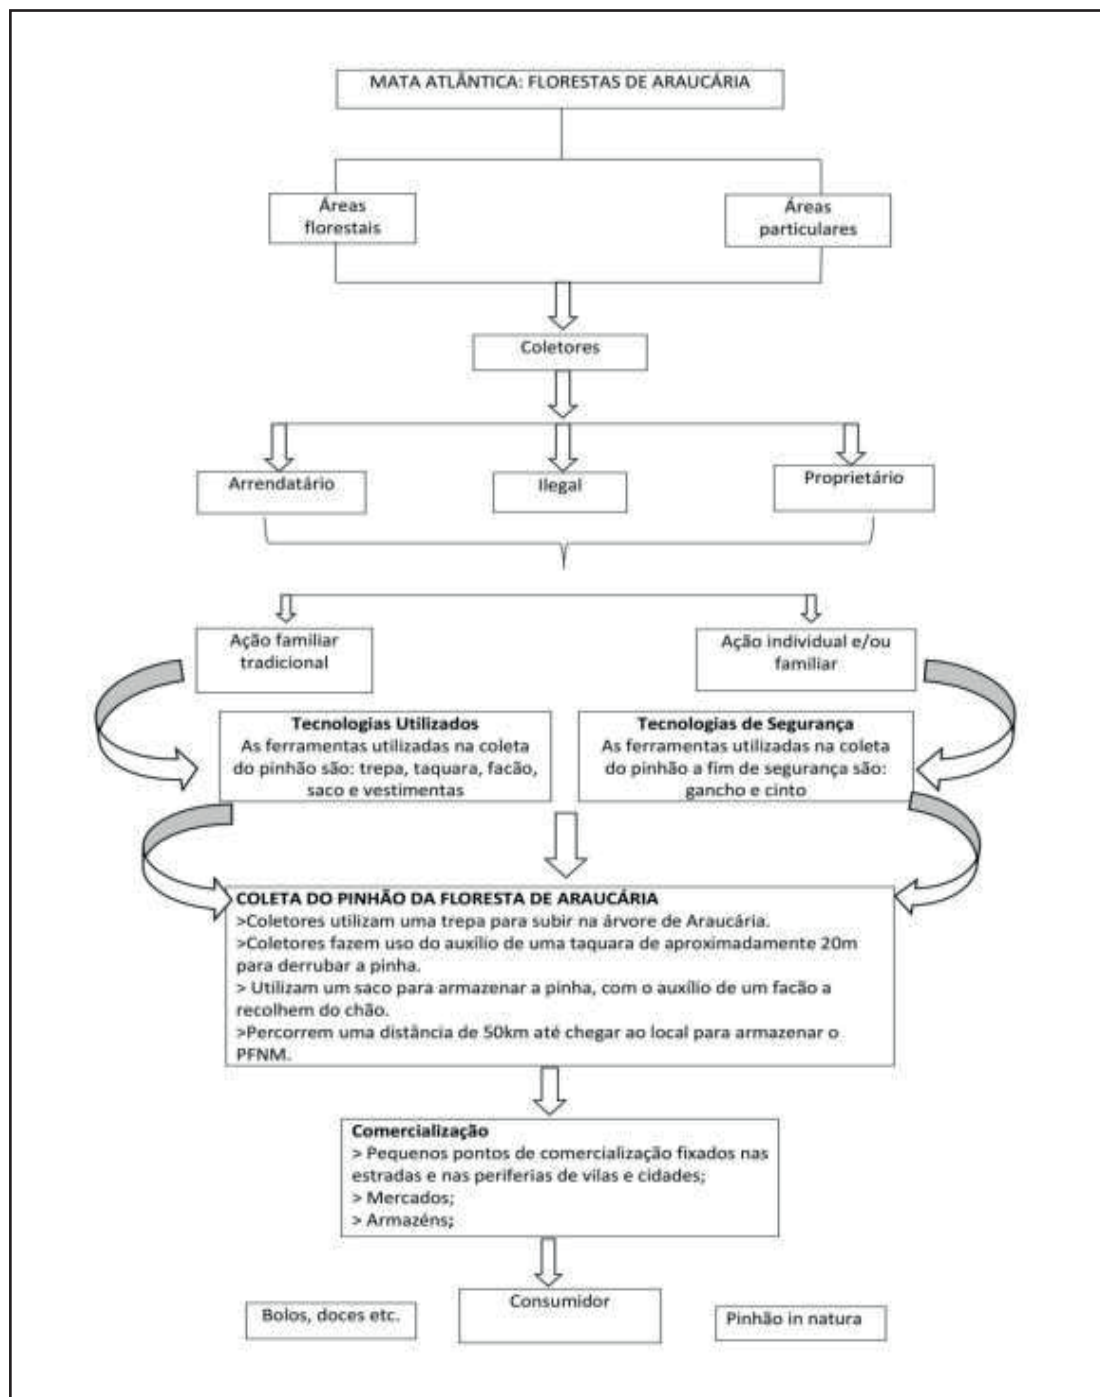 MATA ATLÂNTICA: FLORESTAS DE ARAUCÁRIA
Áreas
florestais
Áreas
particulares
Coletores
Arrendatário
Ilegal
Proprietário
Ação familiar
tradicional
Ação individual e/ou
familiar
Tecnologias Utilizados
As ferramentas utilizadas na coleta
do pinhão são: trepa, taquara, facão,
saco e vestimentas
Tecnologias de Segurança
As ferramentas utilizadas na coleta
do pinhão a fim de segurança são:
gancho e cinto
COLETA DO PINHÃO DA FLORESTA DE ARAUCÁRIA
>Coletores utilizam uma trepa para subir na árvore de Araucária.
>Coletores fazem uso do auxílio de uma taquara de aproximadamente 20m
para derrubar a pinha.
> Utilizam um saco para armazenar a pinha, com o auxílio de um facão a
recolhem do chão.
>Percorrem uma distância de 50km até chegar ao local para armazenar o
PFNM.
Comercialização
> Pequenos pontos de comercialização fixados nas
estradas e nas periferias de vilas e cidades;
> Mercados;
> Armazéns;
Bolos, doces etc.
Consumidor
Pinhão in natura